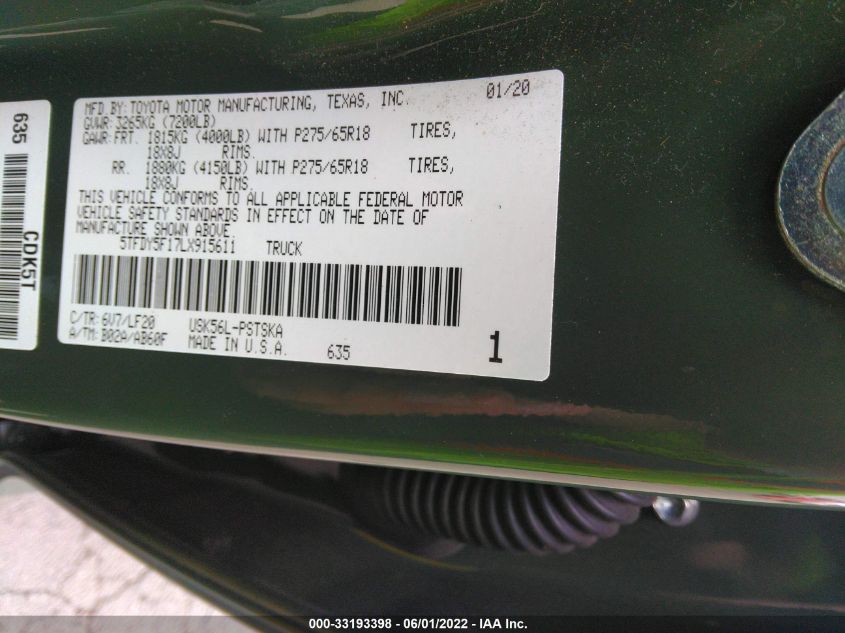 MFD BY: TOYOTA MOTOR MANUFACTURING, TEXAS, INC. 01/20
GVWR: 3265KG (7200LB)
GAWR: FRT. 1815KG (4000LB) WITH P275/65R18 TIRES,
18X8J RIMS.
RR. 1880KG (4150LB) WITH P275/65R18 TIRES,
18X8J RIMS.
THIS VEHICLE CONFORMS TO ALL APPLICABLE FEDERAL MOTOR
VEHICLE SAFETY STANDARDS IN EFFECT ON THE DATE OF
MANUFACTURE SHOWN ABOVE.
5TFDY5F17LX915611 TRUCK
C/TR: 6V7/LF20 USK56L-PSTSKA
A/TM: B02A/AB60F MADE IN U.S.A. 635 1
635
CDK5T
000-33193398 - 06/01/2022 - IAA Inc.